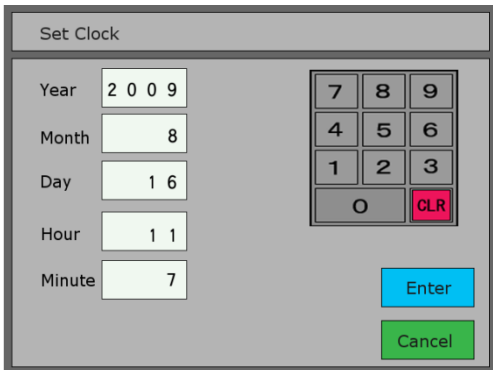 Set Clock
Year 2 0 0 9
Month 8
Day 1 6
Hour 1 1
Minute 7
7 8 9
4 5 6
1 2 3
0 CLR
Enter
Cancel